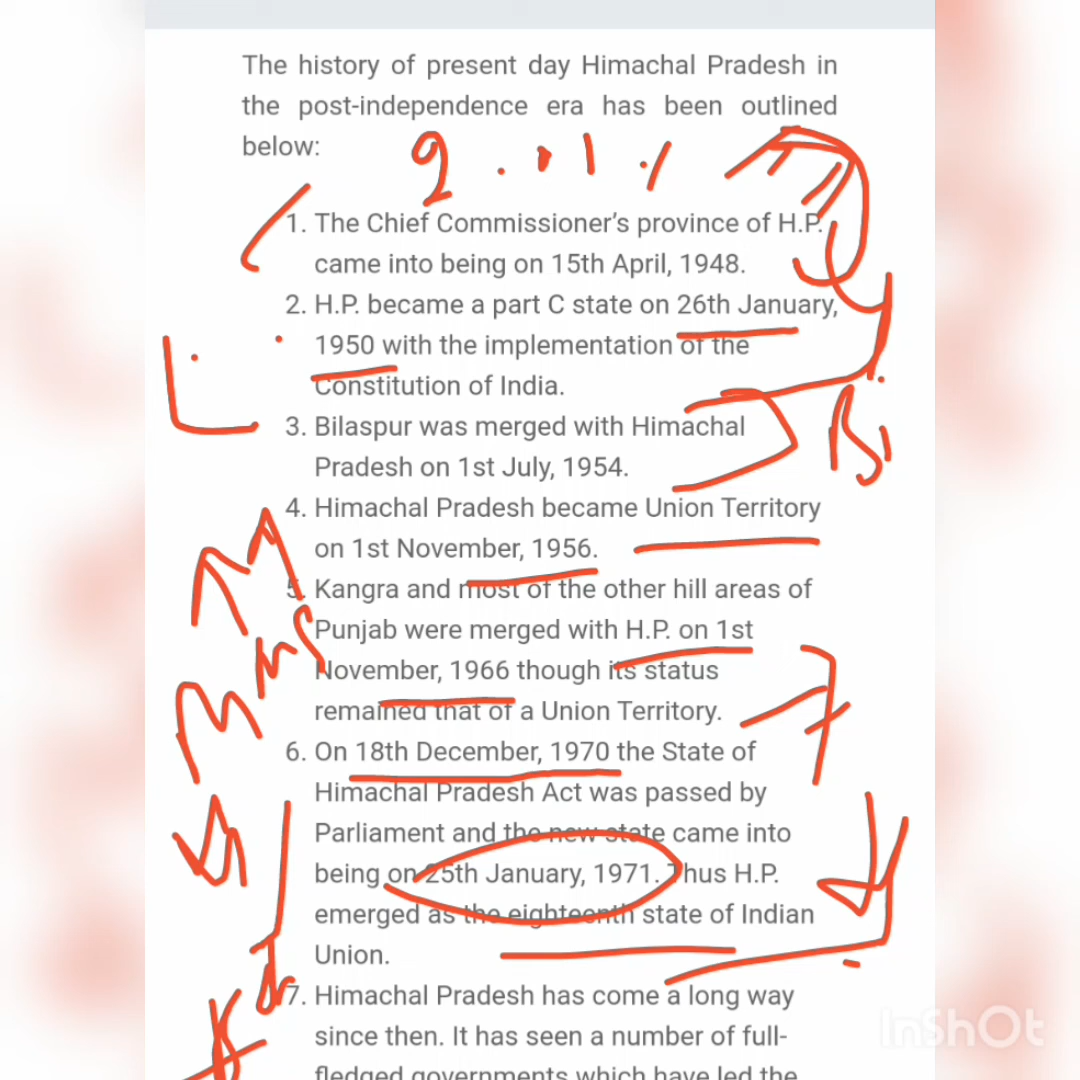 The history of present day Himachal Pradesh in
the post-independence era has been outlined
below:
1. The Chief Commissioner's province of H.P.
came into being on 15th April, 1948.
2. H.P. became a part C state on 26th January,
1950 with the implementation of the
Constitution of India.
3. Bilaspur was merged with Himachal
Pradesh on 1st July, 1954.
4. Himachal Pradesh became Union Territory
on 1st November, 1956.
5. Kangra and most of the other hill areas of
Punjab were merged with H.P. on 1st
November, 1966 though its status
remained that of a Union Territory.
6. On 18th December, 1970 the State of
Himachal Pradesh Act was passed by
Parliament and the new state came into
being on 25th January, 1971. Thus H.P.
emerged as the eighteenth state of Indian
Union.
7. Himachal Pradesh has come a long way
since then. It has seen a number of full-
fledged governments which have led the
InShOt